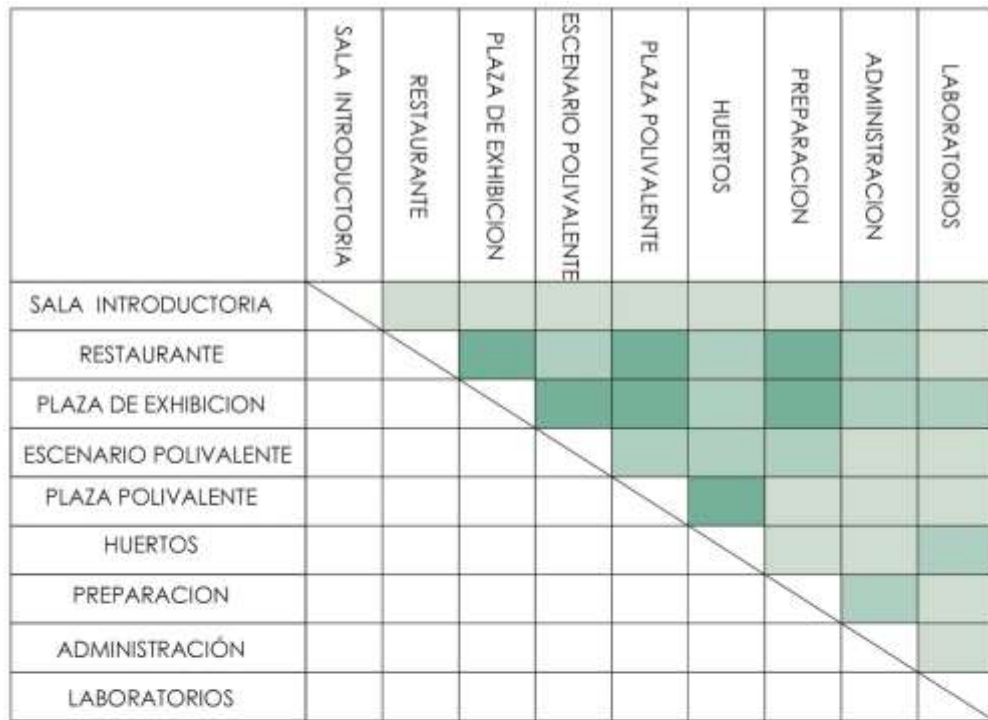 SALA INTRODUCTORIA
RESTAURANTE
PLAZA DE EXHIBICION
ESCENARIO POLIVALENTE
PLAZA POLIVALENTE
HUERTOS
PREPARACION
ADMINISTRACION
LABORATORIOS
SALA INTRODUCTORIA
RESTAURANTE
PLAZA DE EXHIBICION
ESCENARIO POLIVALENTE
PLAZA POLIVALENTE
HUERTOS
PREPARACION
ADMINISTRACIÓN
LABORATORIOS